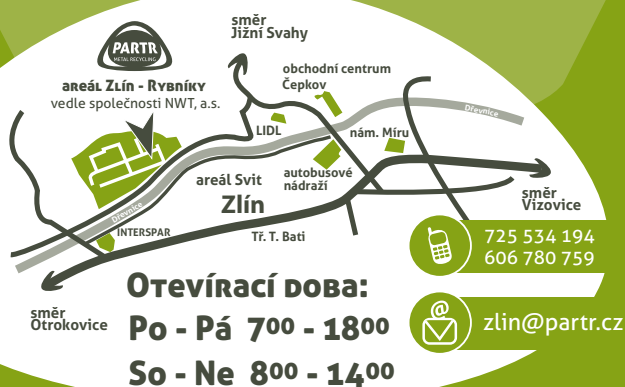 směr
Jižní Svahy
PARTR
METAL RECYCLING
areál Zlín - Rybníky
vedle společnosti NWT, a.s.
obchodní centrum
Čepkov
Dřevnice
LIDL
nám. Míru
areál Svit
autobusové
nádraží
Zlín
směr
Vizovice
Dřevnice
INTERSPAR
Tř. T. Bati
725 534 194
606 780 759
směr
Otrokovice
Otevírací doba:
Po - Pá 7⁰⁰ - 18⁰⁰
zlin@partr.cz
So - Ne 8⁰⁰ - 14⁰⁰